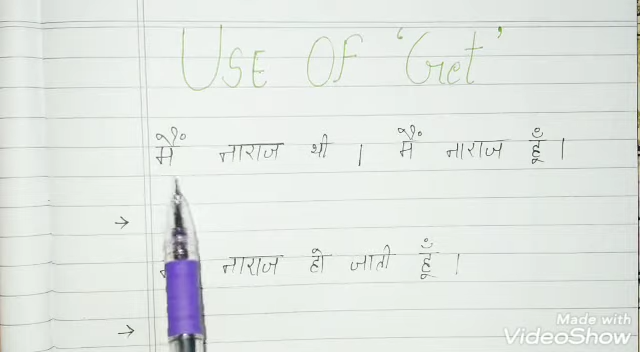 USE OF 'Get'
मैं नाराज थी । मैं नाराज हूँ ।
→
नाराज हो जाती हूँ ।
→
Made with
VideoShow